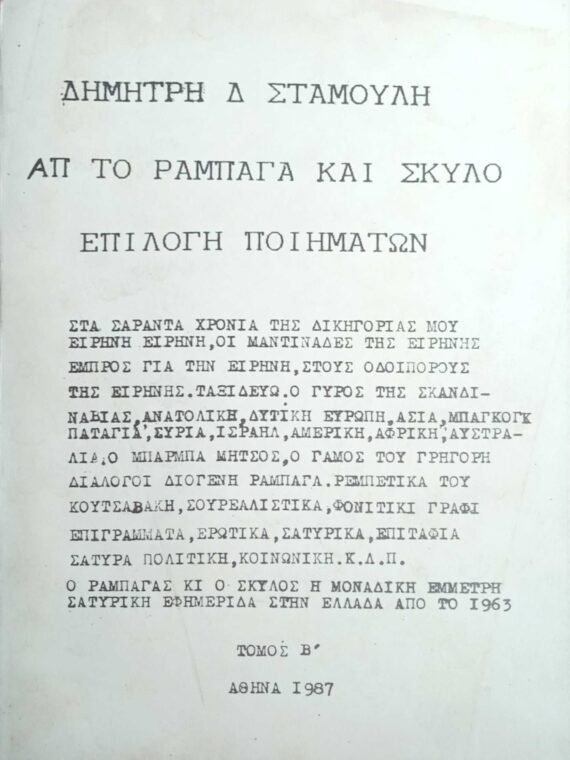 ΔΗΜΗΤΡΗ Δ ΣΤΑΜΟΥΛΗ
ΑΠ ΤΟ ΡΑΜΠΑΓΑ ΚΑΙ ΣΚΥΛΟ
ΕΠΙΛΟΓΗ ΠΟΙΗΜΑΤΩΝ
ΣΤΑ ΣΑΡΑΝΤΑ ΧΡΟΝΙΑ ΤΗΣ ΔΙΚΗΓΟΡΙΑΣ ΜΟΥ
ΕΙΡΗΝΗ ΕΙΡΗΝΗ,ΟΙ ΜΑΝΤΙΝΑΔΕΣ ΤΗΣ ΕΙΡΗΝΗΣ
ΕΜΠΡΟΣ ΓΙΑ ΤΗΝ ΕΙΡΗΝΗ,ΣΤΟΥΣ ΟΔΟΙΠΟΡΟΥΣ
ΤΗΣ ΕΙΡΗΝΗΣ.ΤΑΞΙΔΕΥΩ.Ο ΓΥΡΟΣ ΤΗΣ ΣΚΑΝΔΙ-
ΝΑΒΙΑΣ,ΑΝΑΤΟΛΙΚΗ,ΔΥΤΙΚΗ ΕΥΡΩΠΗ,ΑΣΙΑ,ΜΠΑΓΚΟΓΚ
ΠΑΤΑΓΙΑ,ΣΥΡΙΑ,ΙΣΡΑΗΛ,ΑΜΕΡΙΚΗ,ΑΦΡΙΚΗ,ΑΥΣΤΡΑ-
ΛΙΑ.Ο ΜΠΑΡΜΠΑ ΜΗΤΣΟΣ,Ο ΓΑΜΟΣ ΤΟΥ ΓΡΗΓΟΡΗ
ΔΙΑΛΟΓΟΙ ΔΙΟΓΕΝΗ ΡΑΜΠΑΓΑ.ΡΕΜΠΕΤΙΚΑ ΤΟΥ
ΚΟΥΤΣΑΒΑΚΗ,ΣΟΥΡΕΑΛΙΣΤΙΚΑ,ΦΟΝΙΤΙΚΙ ΓΡΑΦΙ
ΕΠΙΓΡΑΜΜΑΤΑ,ΕΡΩΤΙΚΑ,ΣΑΤΥΡΙΚΑ,ΕΠΙΤΑΦΙΑ
ΣΑΤΥΡΑ ΠΟΛΙΤΙΚΗ,ΚΟΙΝΩΝΙΚΗ.Κ.Λ.Π.
Ο ΡΑΜΠΑΓΑΣ ΚΙ Ο ΣΚΥΛΟΣ Η ΜΟΝΑΔΙΚΗ ΕΜΜΕΤΡΗ
ΣΑΤΥΡΙΚΗ ΕΦΗΜΕΡΙΔΑ ΣΤΗΝ ΕΛΛΑΔΑ ΑΠΟ ΤΟ 1963
ΤΟΜΟΣ Β'
ΑΘΗΝΑ 1987